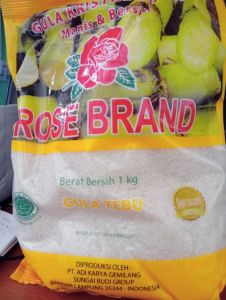 GULA KRISTAL
Manis & Bersih
ROSE BRAND
Berat Bersih 1 kg
GULA TEBU
DIPRODUKSI OLEH :
PT. ADI KARYA GEMILANG
SUNGAI BUDI GROUP
BANDAR LAMPUNG 35244 - INDONESIA